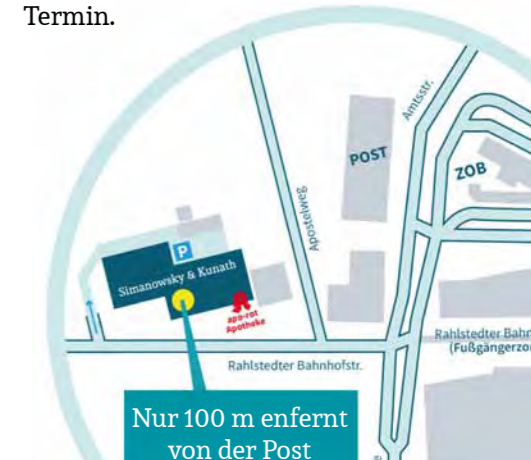 Termin.
Amtsstr.
POST
ZOB
Apostelweg
P
Simanowsky & Kunath
apo-rot
Apotheke
Rahlstedter Bahn
(Fußgängerzo
Rahlstedter Bahnhofstr.
Nur 100 m enfernt
von der Post